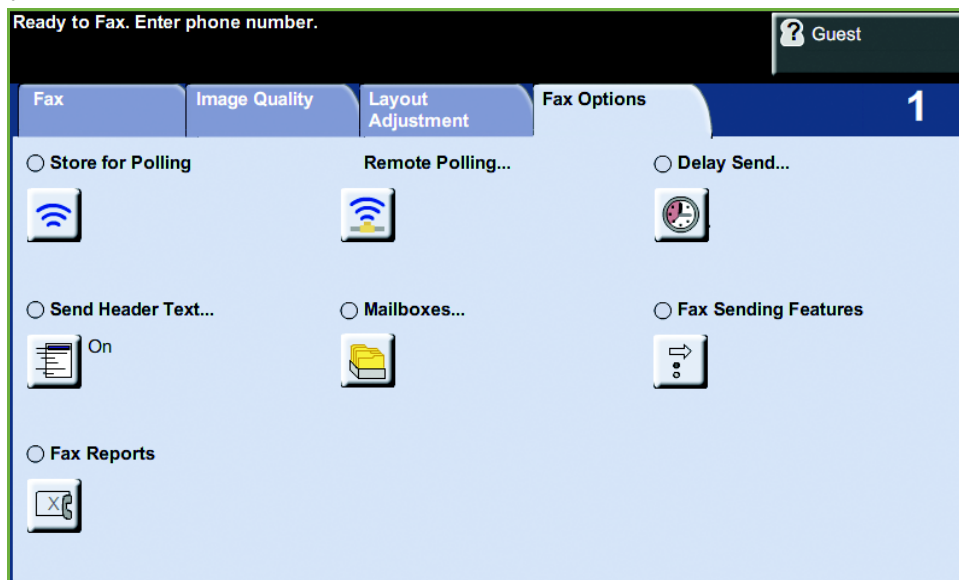 Ready to Fax. Enter phone number.
Guest
Fax
Image Quality
Layout
Adjustment
Fax Options
1
Store for Polling
Remote Polling...
Delay Send...
Send Header Text...
On
Mailboxes...
Fax Sending Features
Fax Reports